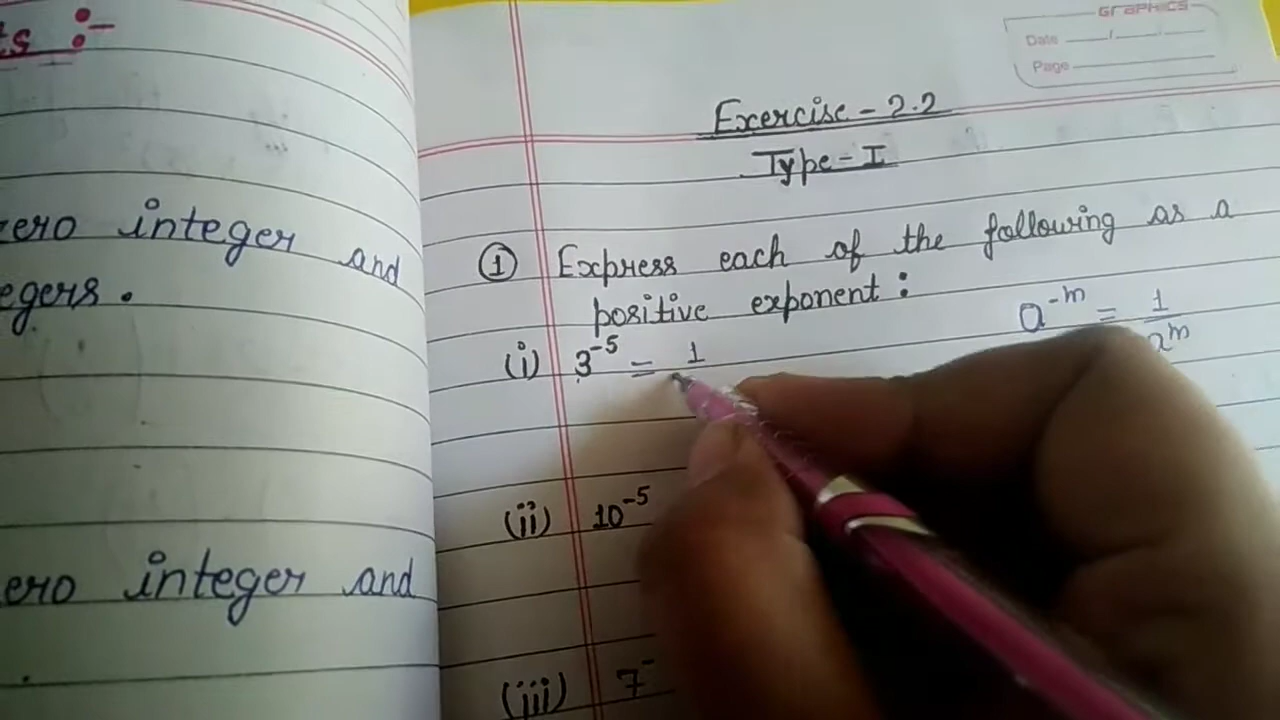 ts :-
zero integer and
egers.
ero integer and
GRAPHICS
Date
Page
Exercise - 2.2
Type - I
① Express each of the following as a
positive exponent :
a⁻ᵐ = 1/aᵐ
(i) 3⁻⁵ = 1
(ii) 10⁻⁵
(iii) 7⁻